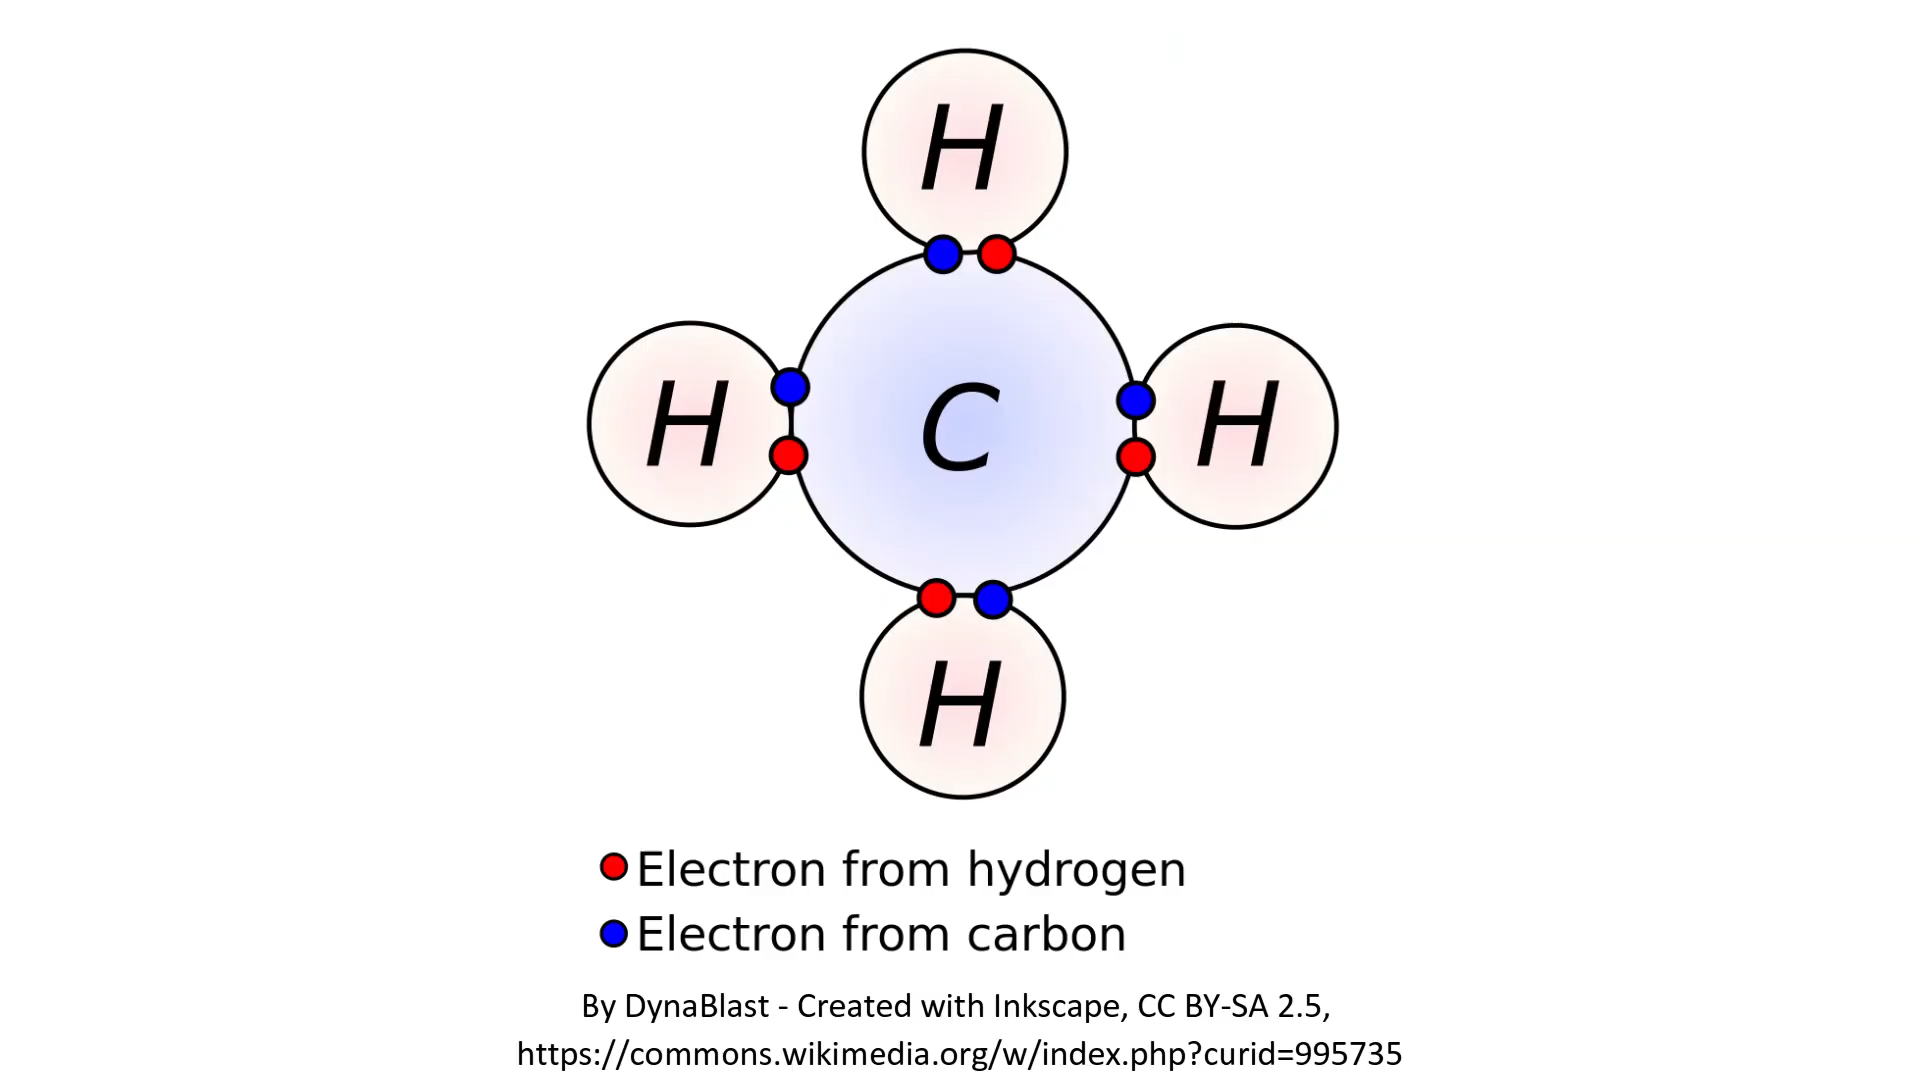 H
H
C
H
H
Electron from hydrogen
Electron from carbon
By DynaBlast - Created with Inkscape, CC BY-SA 2.5,
https://commons.wikimedia.org/w/index.php?curid=995735